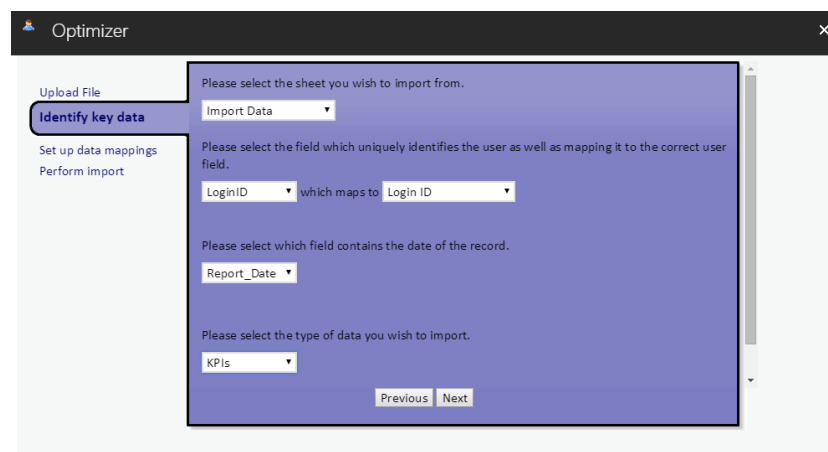 Optimizer
Upload File
Identify key data
Set up data mappings
Perform import
Please select the sheet you wish to import from.
Import Data
Please select the field which uniquely identifies the user as well as mapping it to the correct user
field.
LoginID which maps to Login ID
Please select which field contains the date of the record.
Report_Date
Please select the type of data you wish to import.
KPIs
Previous Next